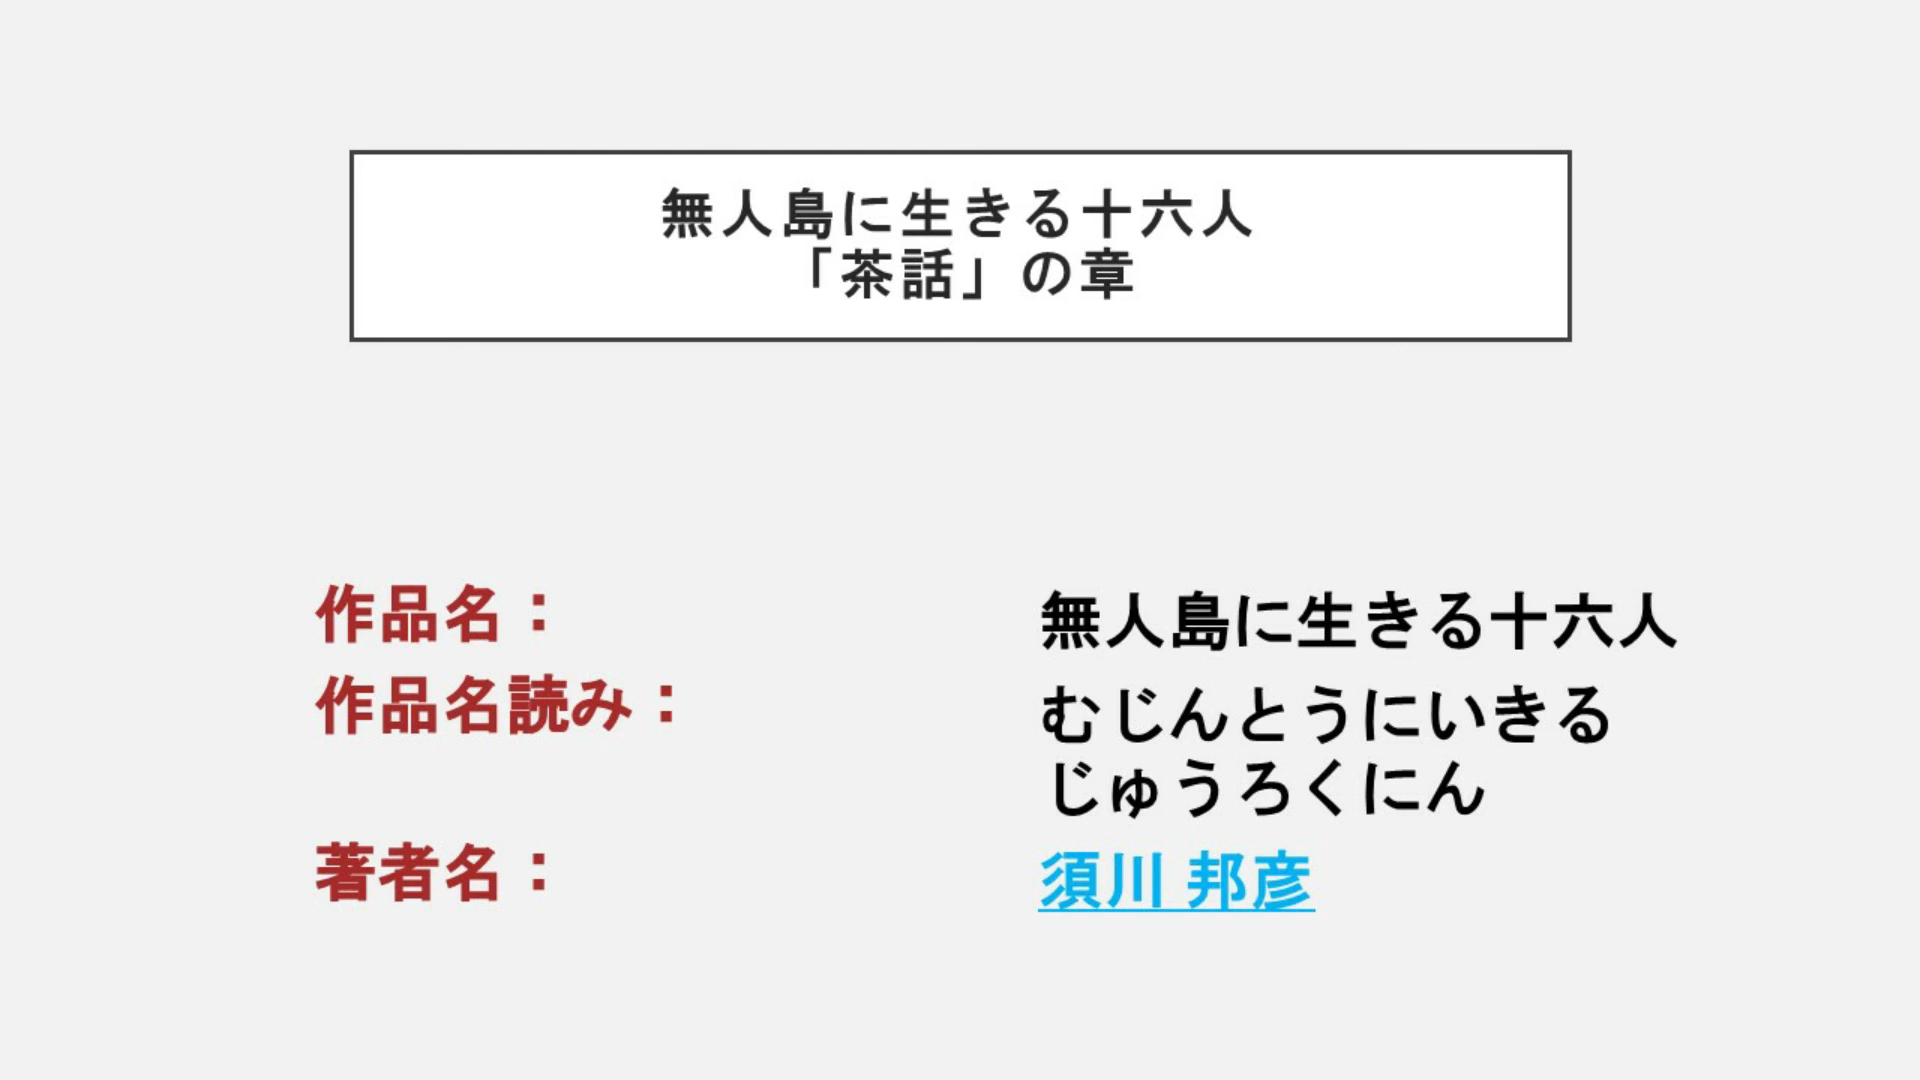 無人島に生きる十六人
「茶話」の章
作品名：
無人島に生きる十六人
作品名読み：
むじんとうにいきる
じゅうろくにん
著者名：
須川 邦彦